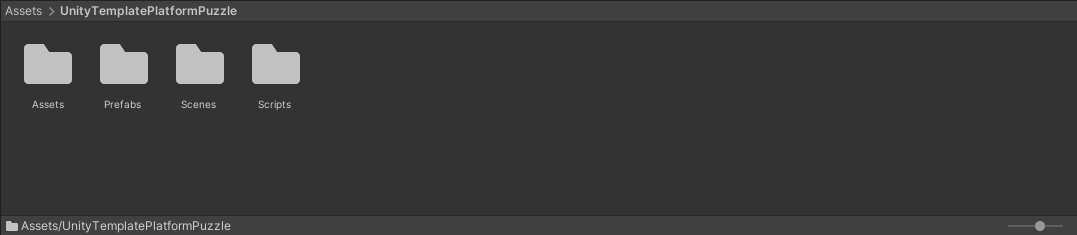 Assets > UnityTemplatePlatformPuzzle
Assets Prefabs Scenes Scripts
Assets/UnityTemplatePlatformPuzzle